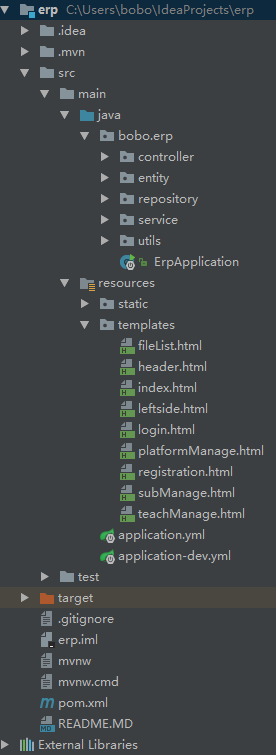 erp C:\Users\bobo\IdeaProjects\erp
.idea
.mvn
src
main
java
bobo.erp
controller
entity
repository
service
utils
ErpApplication
resources
static
templates
fileList.html
header.html
index.html
leftside.html
login.html
platformManage.html
registration.html
subManage.html
teachManage.html
application.yml
application-dev.yml
test
target
.gitignore
erp.iml
mvnw
mvnw.cmd
pom.xml
README.MD
External Libraries